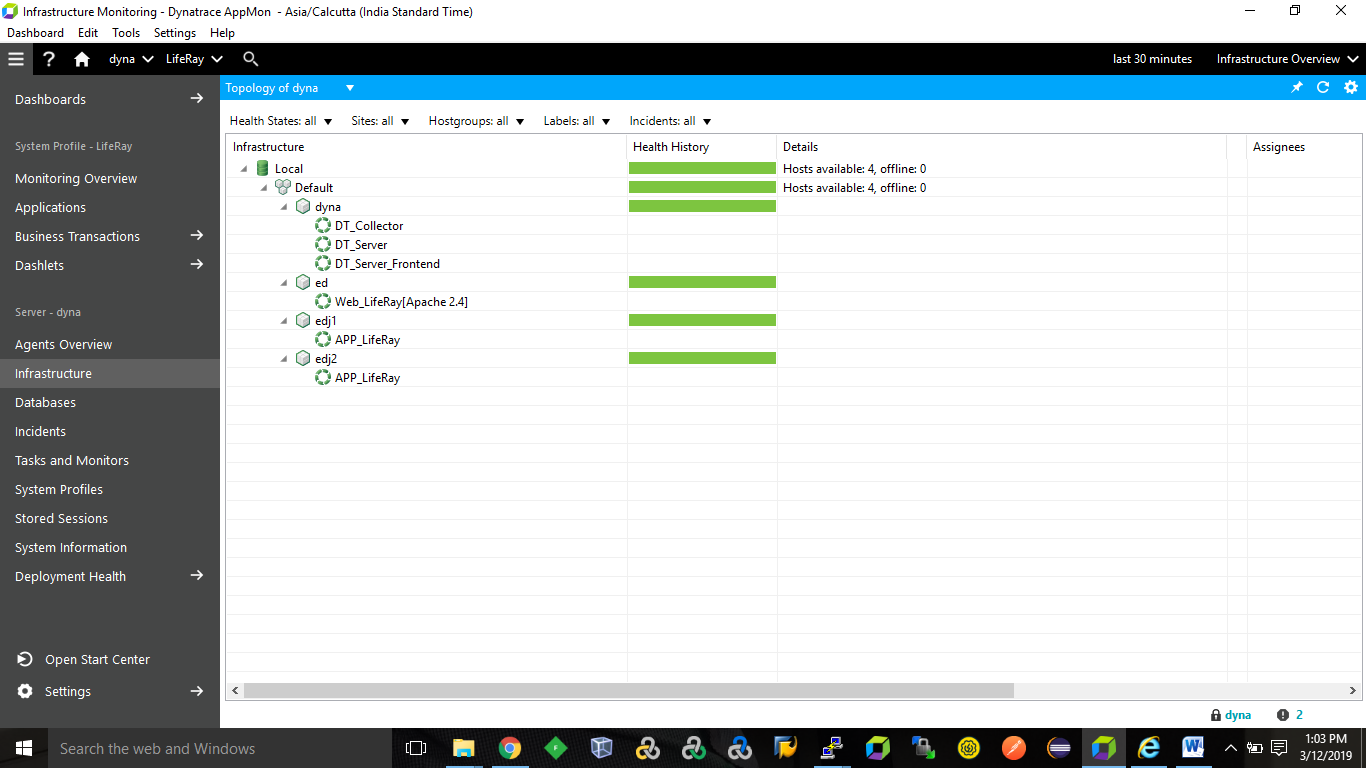 Infrastructure Monitoring - Dynatrace AppMon - Asia/Calcutta (India Standard Time)
Dashboard Edit Tools Settings Help
? dyna LifeRay last 30 minutes Infrastructure Overview
Topology of dyna
Health States: all Sites: all Hostgroups: all Labels: all Incidents: all
Infrastructure Health History Details Assignees
Local Hosts available: 4, offline: 0
Default Hosts available: 4, offline: 0
dyna
DT_Collector
DT_Server
DT_Server_Frontend
ed
Web_LifeRay[Apache 2.4]
edj1
APP_LifeRay
edj2
APP_LifeRay
Dashboards
System Profile - LifeRay
Monitoring Overview
Applications
Business Transactions
Dashlets
Server - dyna
Agents Overview
Infrastructure
Databases
Incidents
Tasks and Monitors
System Profiles
Stored Sessions
System Information
Deployment Health
Open Start Center
Settings
dyna 2
Search the web and Windows
1:03 PM
3/12/2019